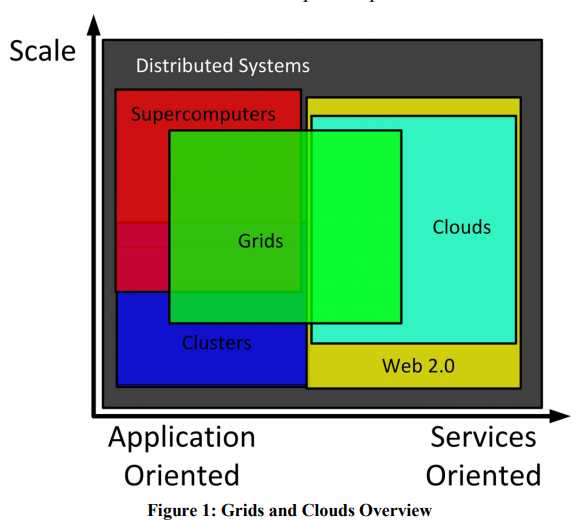 Scale
Distributed Systems
Supercomputers
Grids
Clouds
Clusters
Web 2.0
Application
Oriented
Services
Oriented
Figure 1: Grids and Clouds Overview